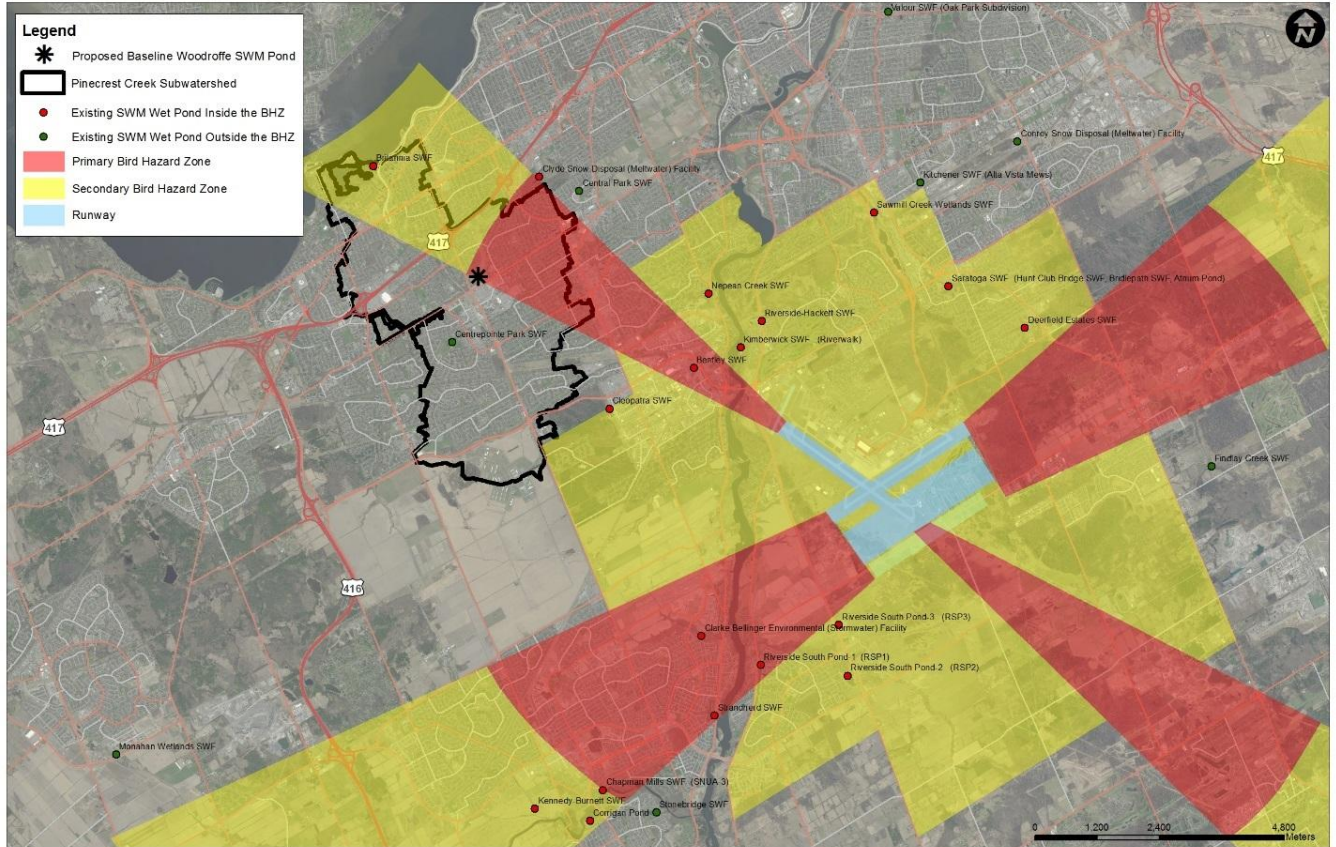 Legend
Proposed Baseline Woodroffe SWM Pond
Pinecrest Creek Subwatershed
Existing SWM Wet Pond Inside the BHZ
Existing SWM Wet Pond Outside the BHZ
Primary Bird Hazard Zone
Secondary Bird Hazard Zone
Runway
N
Valour SWF (Oak Park Subdivision)
Conroy Snow Disposal (Meltwater) Facility
417
Britannia SWF
Clyde Snow Disposal (Meltwater) Facility
Central Park SWF
Kitchener SWF (Alta Vista Mews)
Sawmill Creek Wetlands SWF
417
Nepean Creek SWF
Saratoga SWF (Hunt Club Bridge SWF, Bridlepath SWF, Atrium Pond)
Riverside-Hackett SWF
Deerfield Estates SWF
Centrepointe Park SWF
Kimberwick SWF (Riverwalk)
Bentley SWF
Cleopatra SWF
417
Findlay Creek SWF
416
Riverside South Pond-3 (RSP3)
Clarke Bellinger Environmental (Stormwater) Facility
Riverside South Pond-1 (RSP1)
Riverside South Pond-2 (RSP2)
Strandherd SWF
Monahan Wetlands SWF
Chapman Mills SWF (SNUA 3)
Kennedy Burnett SWF
Stonebridge SWF
Corrigan Pond
0 1,200 2,400 4,800
Meters